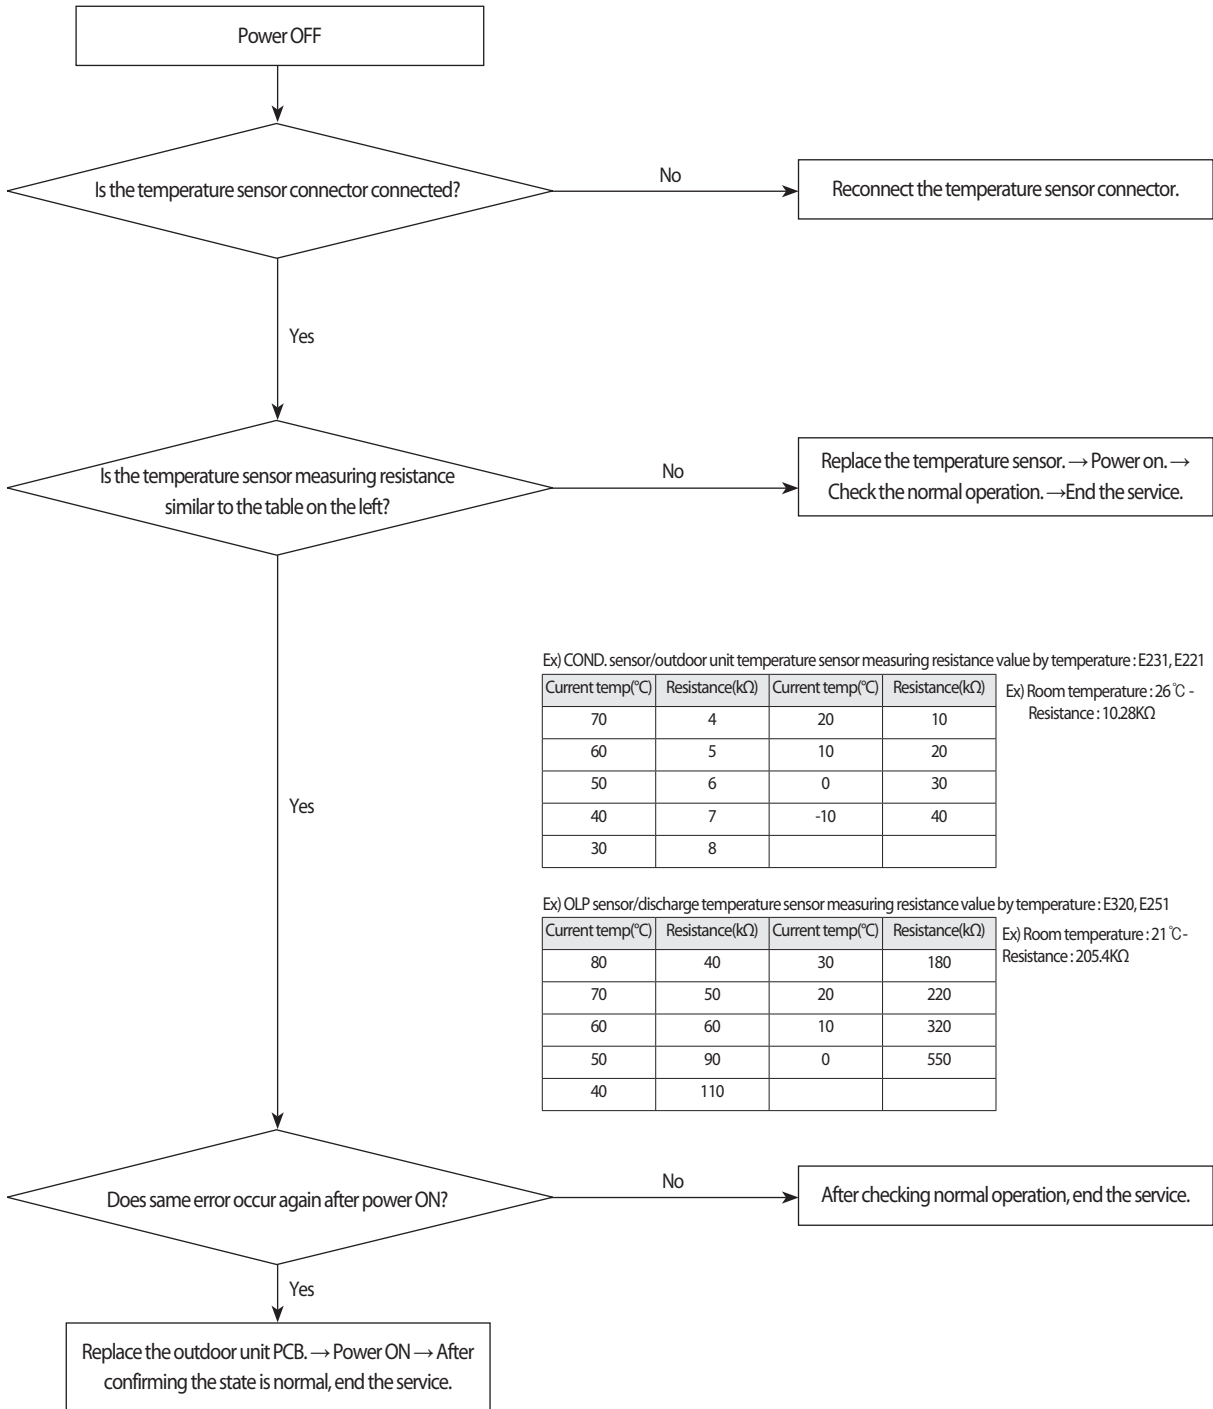 Power OFF
Is the temperature sensor connector connected?
No
Reconnect the temperature sensor connector.
Yes
Is the temperature sensor measuring resistance
similar to the table on the left?
No
Replace the temperature sensor. → Power on. →
Check the normal operation. →End the service.
Yes
Ex) COND. sensor/outdoor unit temperature sensor measuring resistance value by temperature : E231, E221
Current temp(℃) Resistance(kΩ) Current temp(℃) Resistance(kΩ)
70 4 20 10
60 5 10 20
50 6 0 30
40 7 -10 40
30 8
Ex) Room temperature : 26 ℃ -
Resistance : 10.28KΩ
Ex) OLP sensor/discharge temperature sensor measuring resistance value by temperature : E320, E251
Current temp(℃) Resistance(kΩ) Current temp(℃) Resistance(kΩ)
80 40 30 180
70 50 20 220
60 60 10 320
50 90 0 550
40 110
Ex) Room temperature : 21 ℃ -
Resistance : 205.4KΩ
Does same error occur again after power ON?
No
After checking normal operation, end the service.
Yes
Replace the outdoor unit PCB. → Power ON → After
confirming the state is normal, end the service.